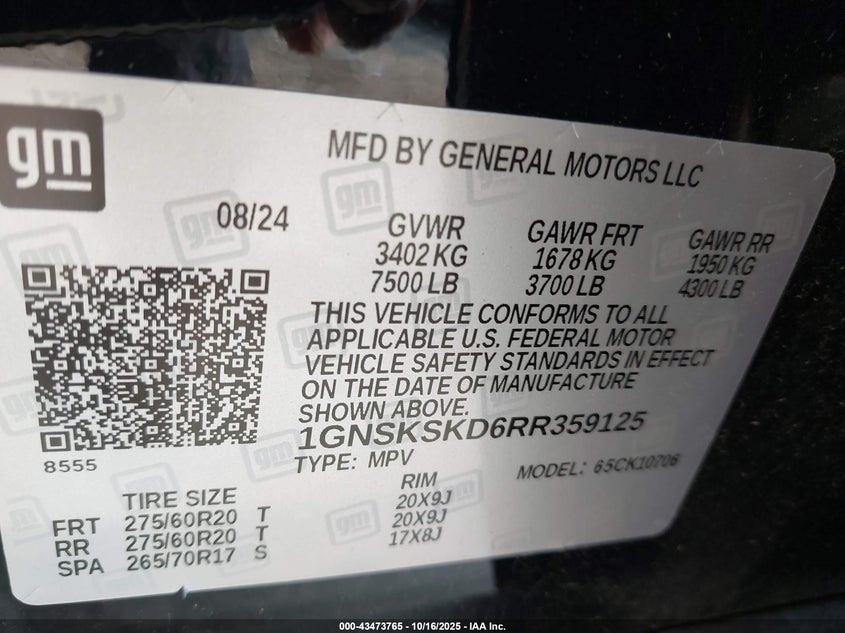 gm
MFD BY GENERAL MOTORS LLC
08/24
GVWR GAWR FRT GAWR RR
3402 KG 1678 KG 1950 KG
7500 LB 3700 LB 4300 LB
THIS VEHICLE CONFORMS TO ALL
APPLICABLE U.S. FEDERAL MOTOR
VEHICLE SAFETY STANDARDS IN EFFECT
ON THE DATE OF MANUFACTURE
SHOWN ABOVE.
1GNSKSKD6RR359125
8555
TYPE: MPV MODEL: 65CK10706
TIRE SIZE RIM
FRT 275/60R20 T 20X9J
RR 275/60R20 T 20X9J
SPA 265/70R17 S 17X8J
000-43473765 - 10/16/2025 - IAA Inc.